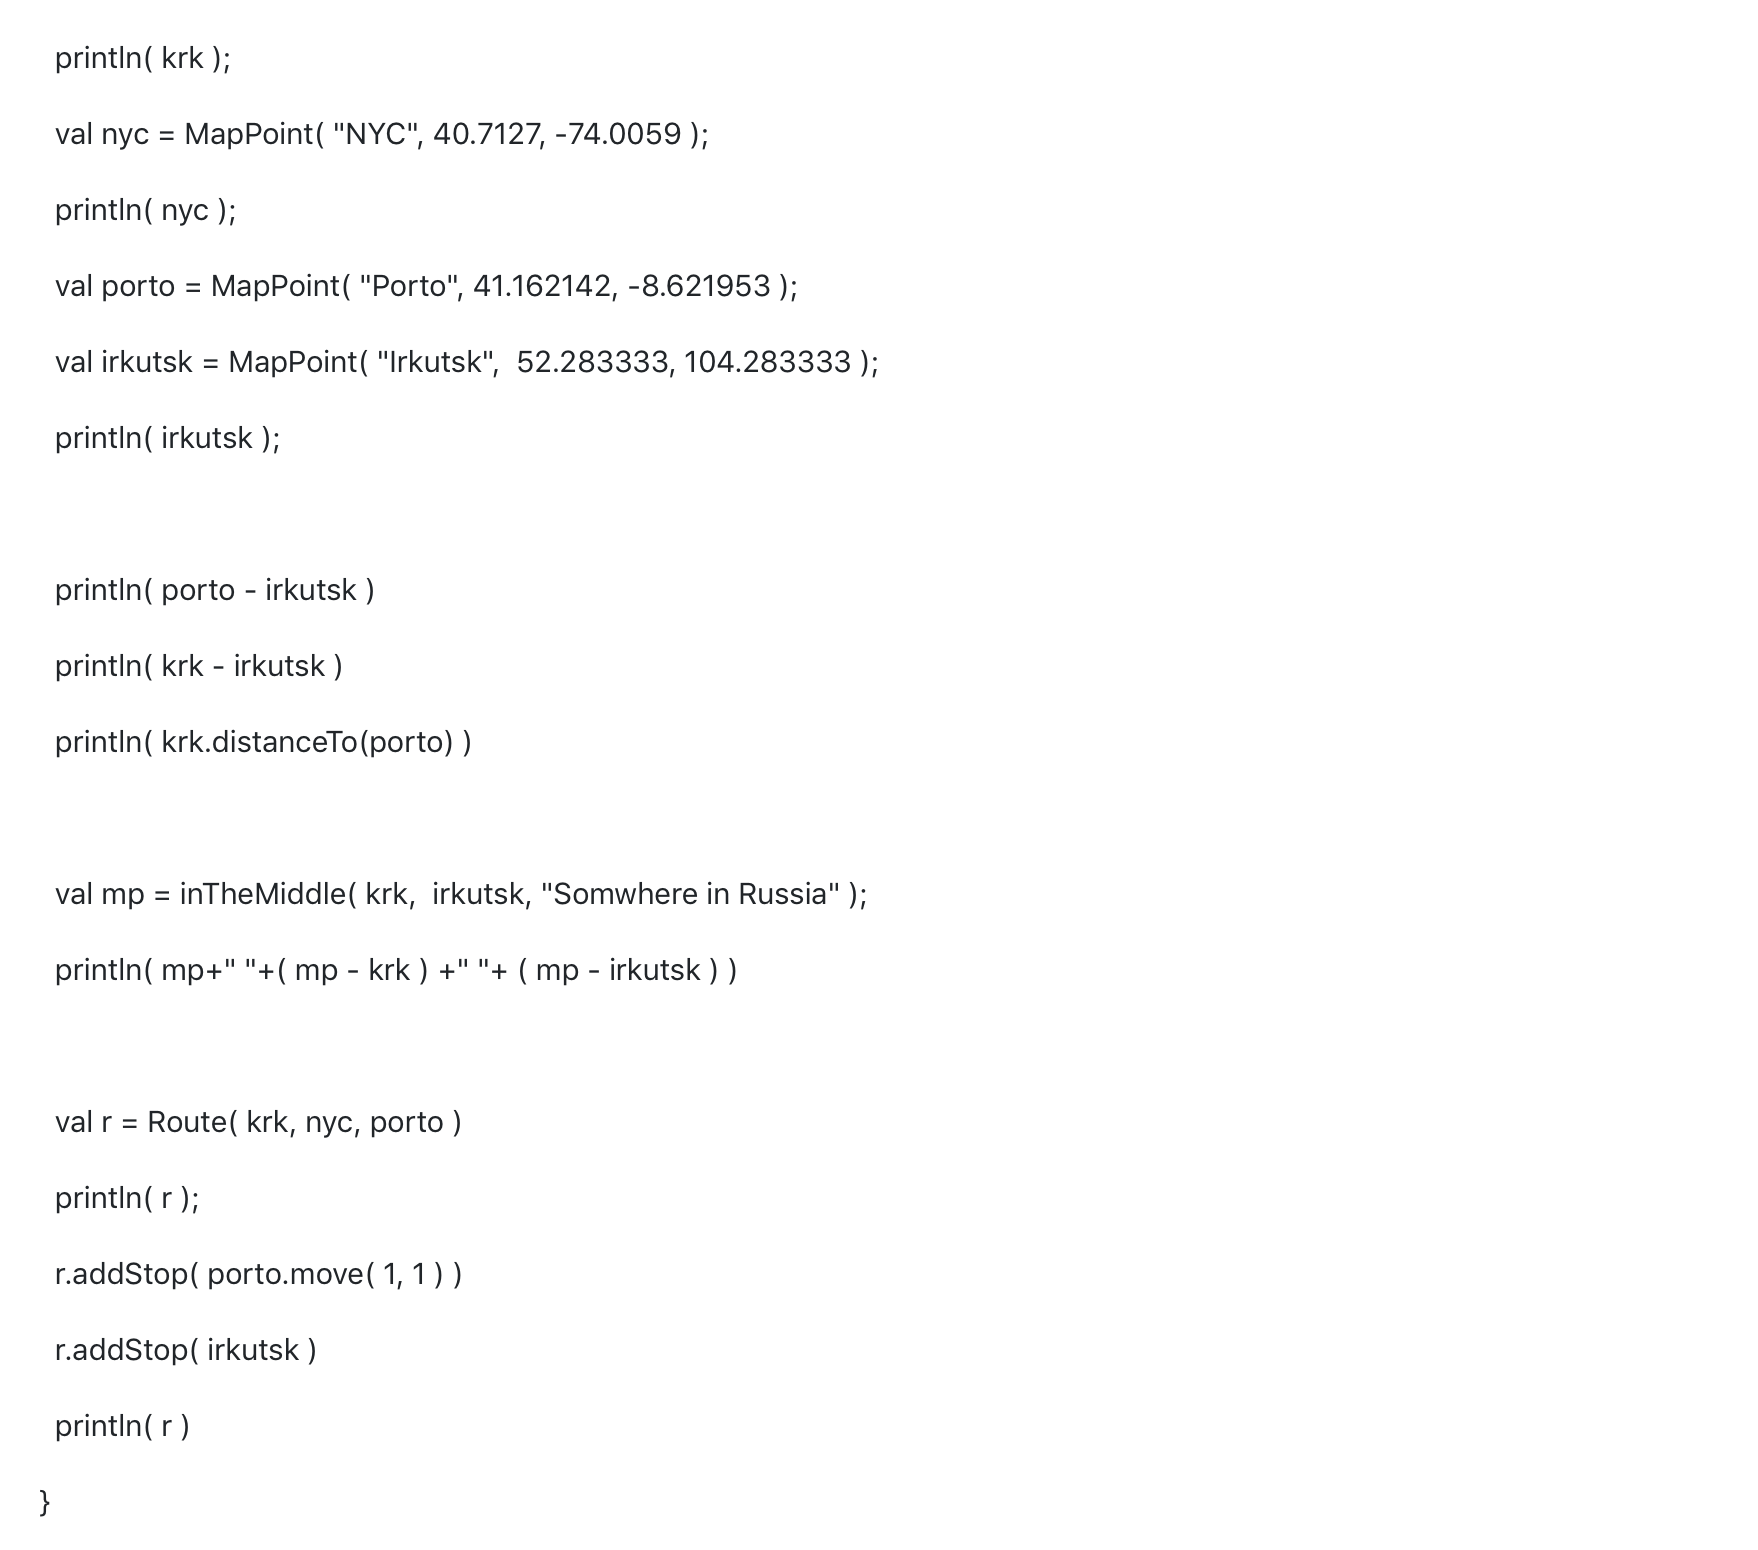 println( krk );
val nyc = MapPoint( "NYC", 40.7127, -74.0059 );
println( nyc );
val porto = MapPoint( "Porto", 41.162142, -8.621953 );
val irkutsk = MapPoint( "Irkutsk",  52.283333, 104.283333 );
println( irkutsk );
println( porto - irkutsk )
println( krk - irkutsk )
println( krk.distanceTo(porto) )
val mp = inTheMiddle( krk,  irkutsk, "Somwhere in Russia" );
println( mp+" "+( mp - krk ) +" "+ ( mp - irkutsk ) )
val r = Route( krk, nyc, porto )
println( r );
r.addStop( porto.move( 1, 1 ) )
r.addStop( irkutsk )
println( r )
}